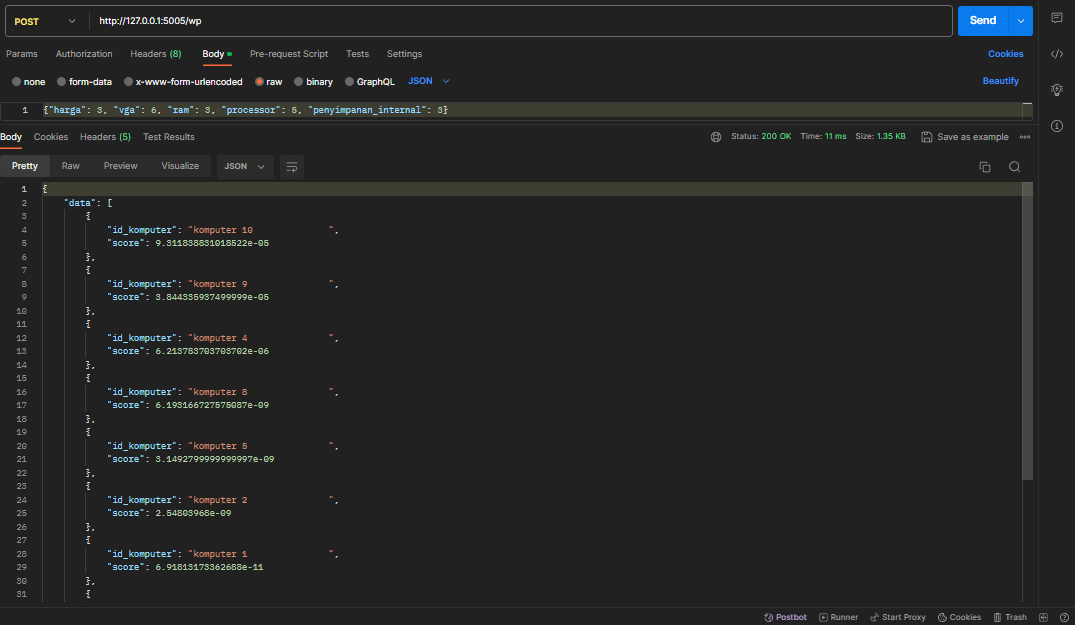 POST http://127.0.0.1:5005/wp Send
Params Authorization Headers (8) Body Pre-request Script Tests Settings Cookies
none form-data x-www-form-urlencoded raw binary GraphQL JSON Beautify
1 {"harga": 3, "vga": 6, "ram": 3, "processor": 5, "penyimpanan_internal": 3}
Body Cookies Headers (5) Test Results Status: 200 OK Time: 11 ms Size: 1.35 KB Save as example
Pretty Raw Preview Visualize JSON
1 {
2 "data": [
3 {
4 "id_komputer": "komputer 10 ",
5 "score": 9.311838831018522e-05
6 },
7 {
8 "id_komputer": "komputer 9 ",
9 "score": 3.844335937499999e-05
10 },
11 {
12 "id_komputer": "komputer 4 ",
13 "score": 6.213783703703702e-06
14 },
15 {
16 "id_komputer": "komputer 8 ",
17 "score": 6.193166727575087e-09
18 },
19 {
20 "id_komputer": "komputer 5 ",
21 "score": 3.1492799999999997e-09
22 },
23 {
24 "id_komputer": "komputer 2 ",
25 "score": 2.54803968e-09
26 },
27 {
28 "id_komputer": "komputer 1 ",
29 "score": 6.91813173362688e-11
30 },
31 {
Postbot Runner Start Proxy Cookies Trash